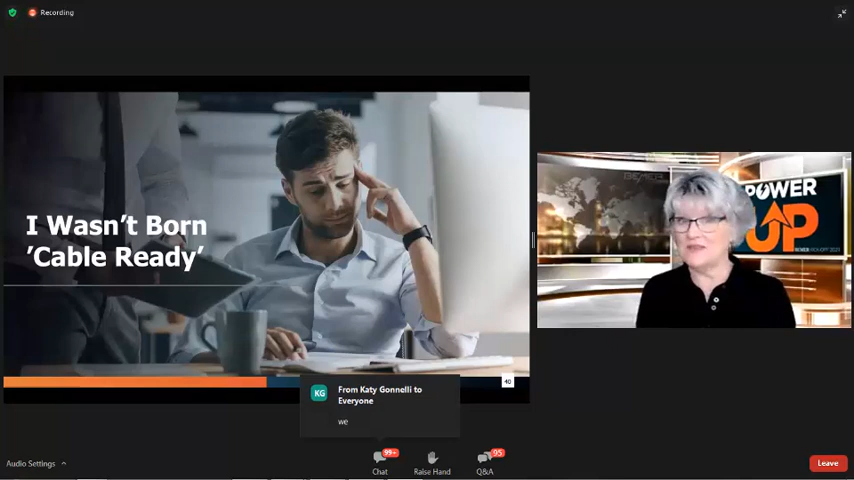 Recording
I Wasn't Born
'Cable Ready'
40
POWER
UP
KG
From Katy Gonnelli to
Everyone
we
99+
95
Audio Settings
Chat
Raise Hand
Q&A
Leave